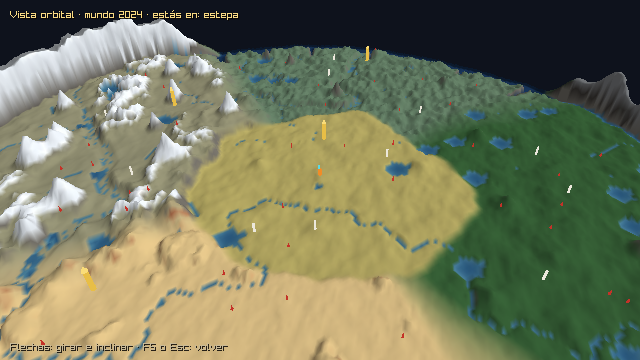 Vista orbital · mundo 2024 · estás en: estepa
Flechas: girar e inclinar · F5 o Esc: volver